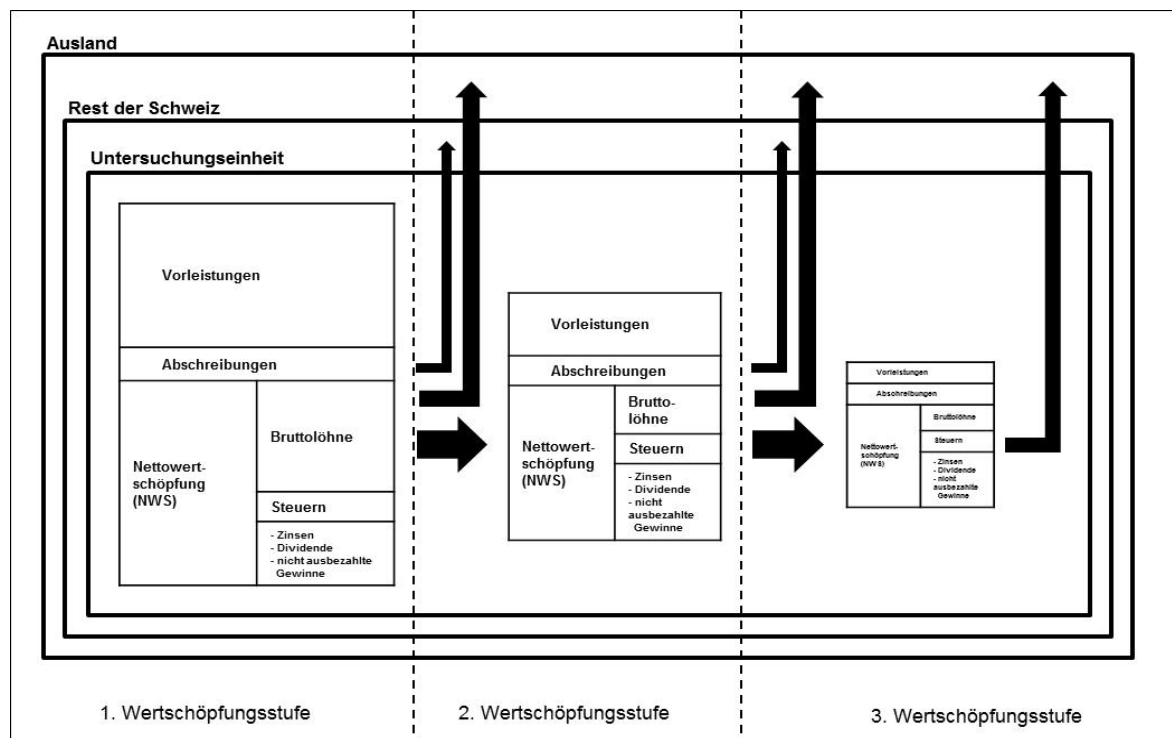 Ausland
Rest der Schweiz
Untersuchungseinheit
Vorleistungen
Abschreibungen
Nettowert-
schöpfung
(NWS)
Bruttolöhne
Steuern
- Zinsen
- Dividende
- nicht ausbezahlte
Gewinne
Vorleistungen
Abschreibungen
Nettowert-
schöpfung
(NWS)
Brutto-
löhne
Steuern
- Zinsen
- Dividende
- nicht
ausbezahlte
Gewinne
Vorleistungen
Abschreibungen
Nettowert-
schöpfung
(NWS)
Bruttolöhne
Steuern
- Zinsen
- Dividende
- nicht
ausbezahlte
Gewinne
1. Wertschöpfungsstufe
2. Wertschöpfungsstufe
3. Wertschöpfungsstufe